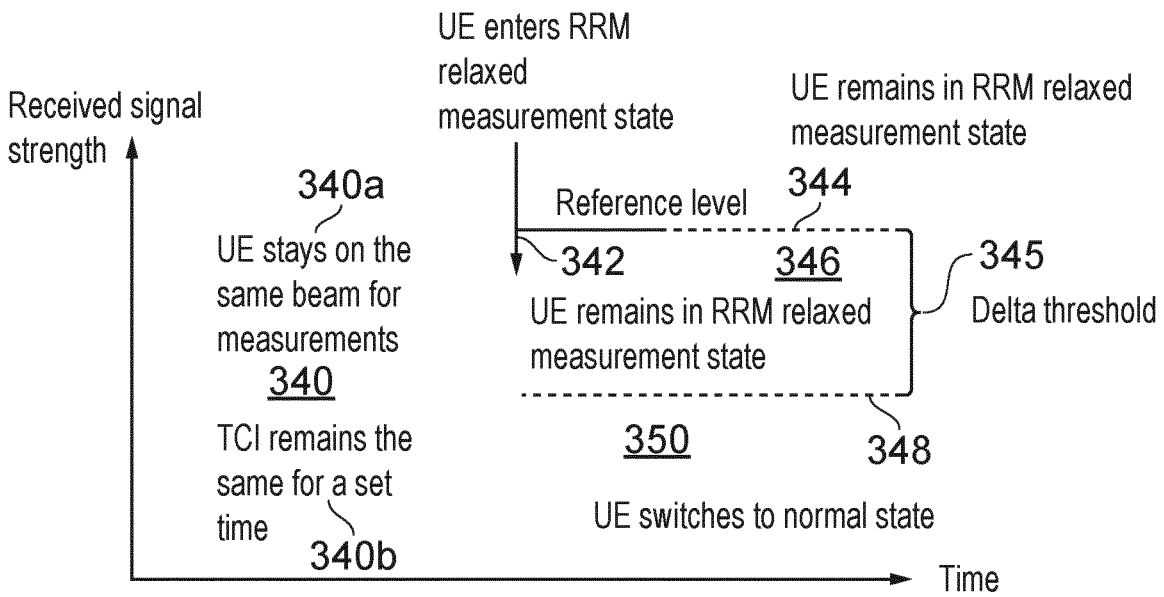 UE enters RRM
relaxed
measurement state
UE remains in RRM relaxed
measurement state
Received signal
strength
340a
344
Reference level
UE stays on the
same beam for
measurements
342
346
345
Delta threshold
UE remains in RRM relaxed
measurement state
340
TCI remains the
same for a set
time
340b
350
348
UE switches to normal state
Time